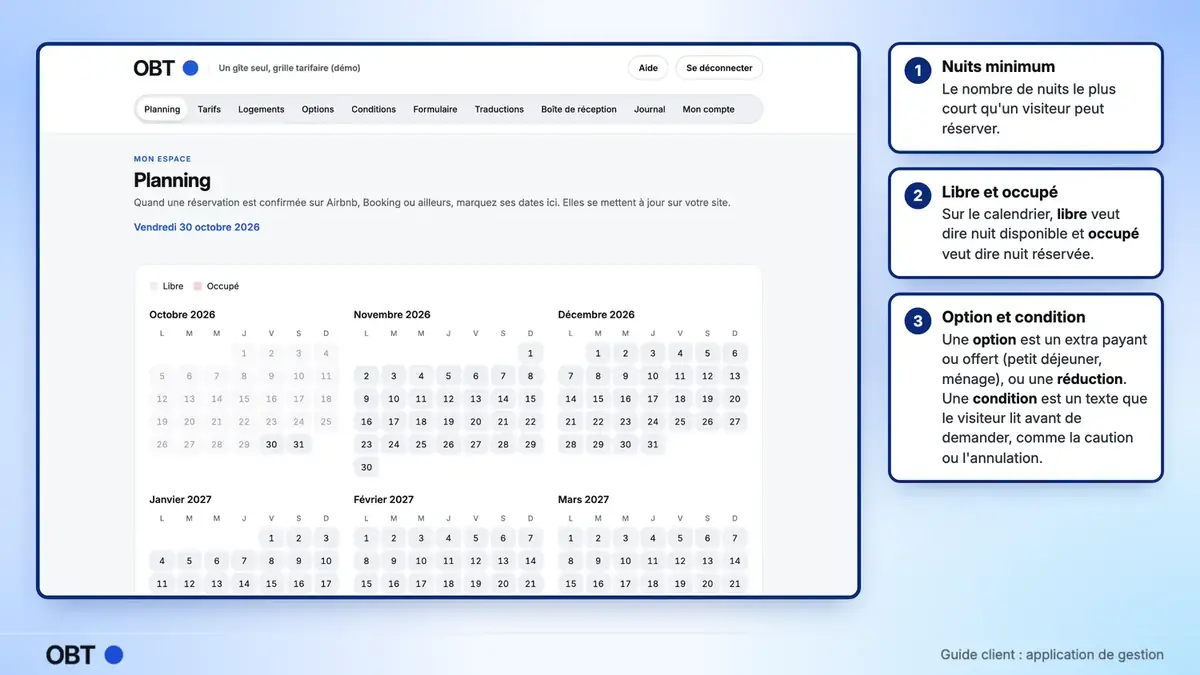 OBT
Un gîte seul, grille tarifaire (démo)
Aide
Se déconnecter
Planning
Tarifs
Logements
Options
Conditions
Formulaire
Traductions
Boîte de réception
Journal
Mon compte
MON ESPACE
Planning
Quand une réservation est confirmée sur Airbnb, Booking ou ailleurs, marquez ses dates ici. Elles se mettent à jour sur votre site.
Vendredi 30 octobre 2026
Libre
Occupé
Octobre 2026
L M M J V S D
1 2 3 4
5 6 7 8 9 10 11
12 13 14 15 16 17 18
19 20 21 22 23 24 25
26 27 28 29 30 31
Novembre 2026
L M M J V S D
1
2 3 4 5 6 7 8
9 10 11 12 13 14 15
16 17 18 19 20 21 22
23 24 25 26 27 28 29
30
Décembre 2026
L M M J V S D
1 2 3 4 5 6
7 8 9 10 11 12 13
14 15 16 17 18 19 20
21 22 23 24 25 26 27
28 29 30 31
Janvier 2027
L M M J V S D
1 2 3
4 5 6 7 8 9 10
11 12 13 14 15 16 17
Février 2027
L M M J V S D
1 2 3 4 5 6 7
8 9 10 11 12 13 14
15 16 17 18 19 20 21
Mars 2027
L M M J V S D
1 2 3 4 5 6 7
8 9 10 11 12 13 14
15 16 17 18 19 20 21
1
Nuits minimum
Le nombre de nuits le plus
court qu'un visiteur peut
réserver.
2
Libre et occupé
Sur le calendrier, libre veut
dire nuit disponible et occupé
veut dire nuit réservée.
3
Option et condition
Une option est un extra payant
ou offert (petit déjeuner,
ménage), ou une réduction.
Une condition est un texte que
le visiteur lit avant de
demander, comme la caution
ou l'annulation.
OBT
Guide client : application de gestion